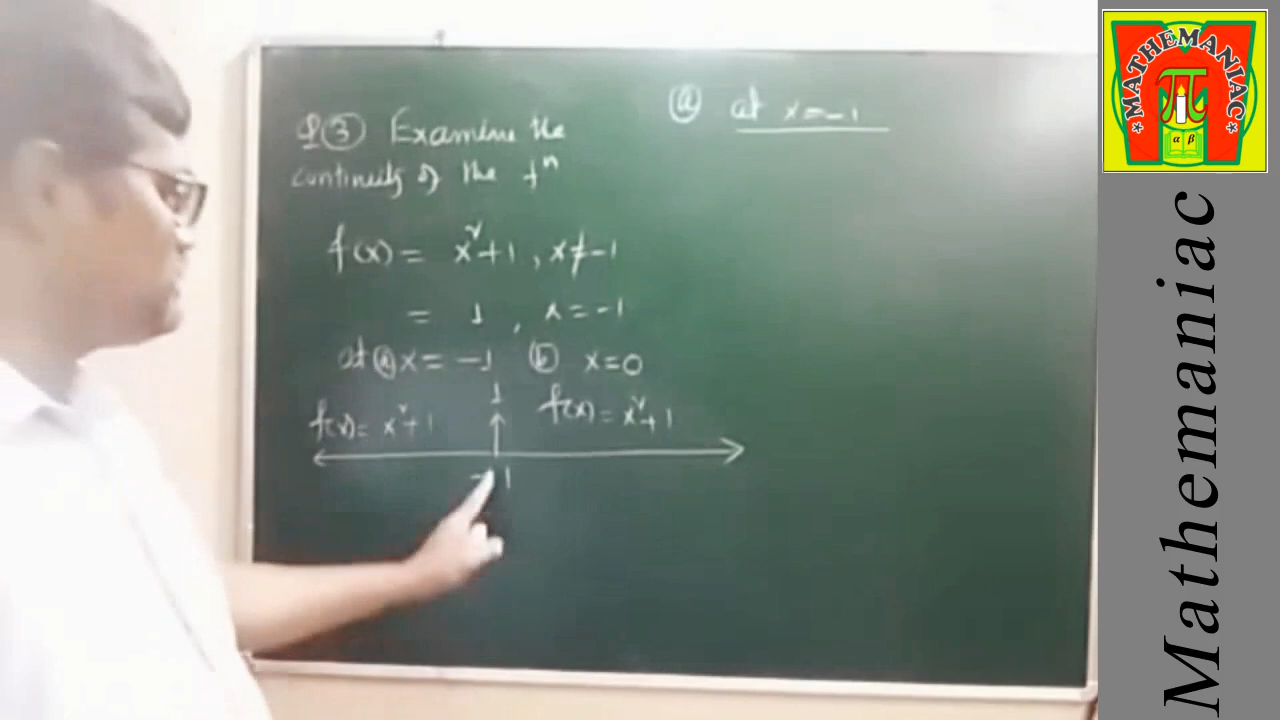 Q③ Examine the
continuity of the fⁿ
f(x) = x²+1, x≠-1
= 1, x=-1
at ⓐ x = -1 ⓑ x=0
1
f(x)= x²+1 f(x) = x²+1
-1
ⓐ at x=-1
MATHEMANIAC
π
α β
Mathemaniac